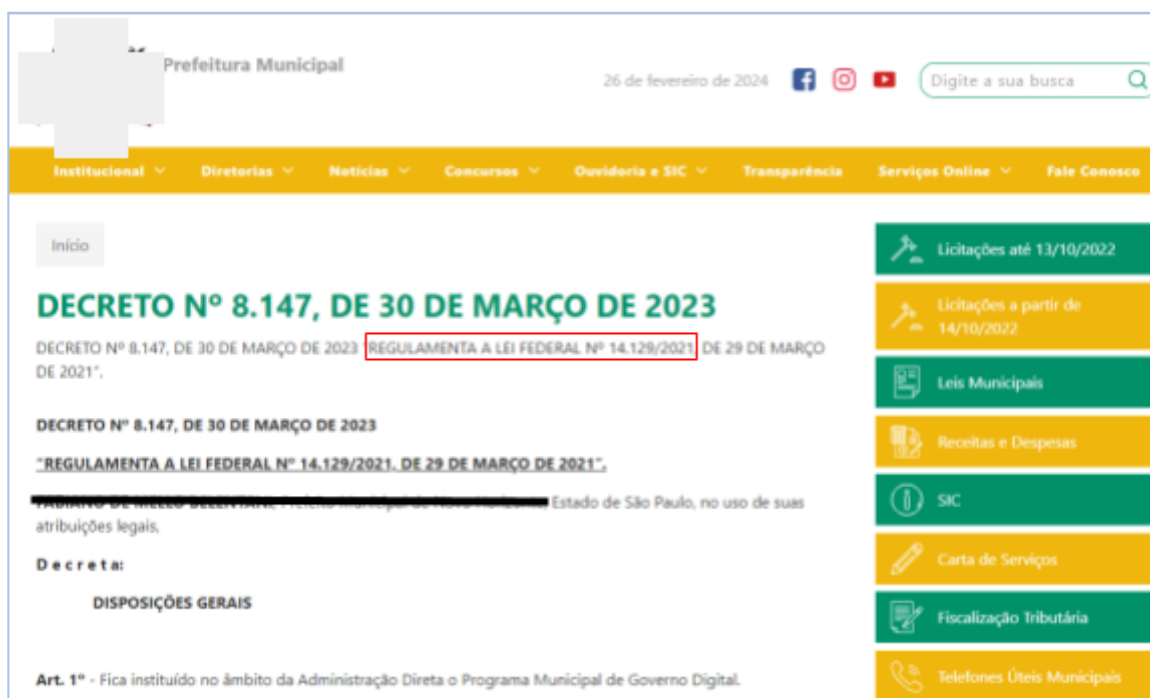 Prefeitura Municipal
26 de fevereiro de 2024
Digite a sua busca
Institucional
Diretorias
Notícias
Concursos
Ouvidoria e SIC
Transparência
Serviços Online
Fale Conosco
Início
DECRETO Nº 8.147, DE 30 DE MARÇO DE 2023
DECRETO Nº 8.147, DE 30 DE MARÇO DE 2023 "REGULAMENTA A LEI FEDERAL Nº 14.129/2021, DE 29 DE MARÇO
DE 2021".
DECRETO Nº 8.147, DE 30 DE MARÇO DE 2023
"REGULAMENTA A LEI FEDERAL Nº 14.129/2021, DE 29 DE MARÇO DE 2021".
Estado de São Paulo, no uso de suas
atribuições legais,
D e c r e t a:
DISPOSIÇÕES GERAIS
Art. 1º - Fica instituído no âmbito da Administração Direta o Programa Municipal de Governo Digital.
Licitações até 13/10/2022
Licitações a partir de
14/10/2022
Leis Municipais
Receitas e Despesas
SIC
Carta de Serviços
Fiscalização Tributária
Telefones Úteis Municipais